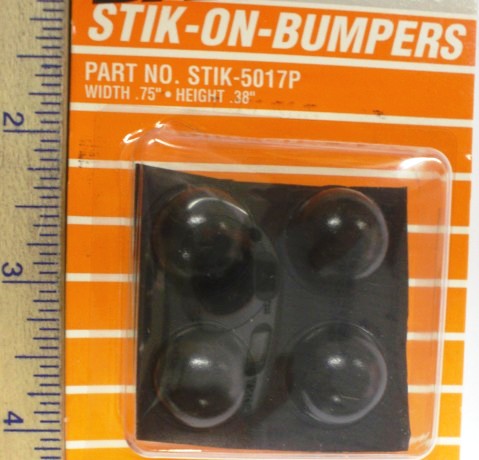 STIK-ON-BUMPERS
PART NO. STIK-5017P
WIDTH .75" • HEIGHT .38"
2
3
4